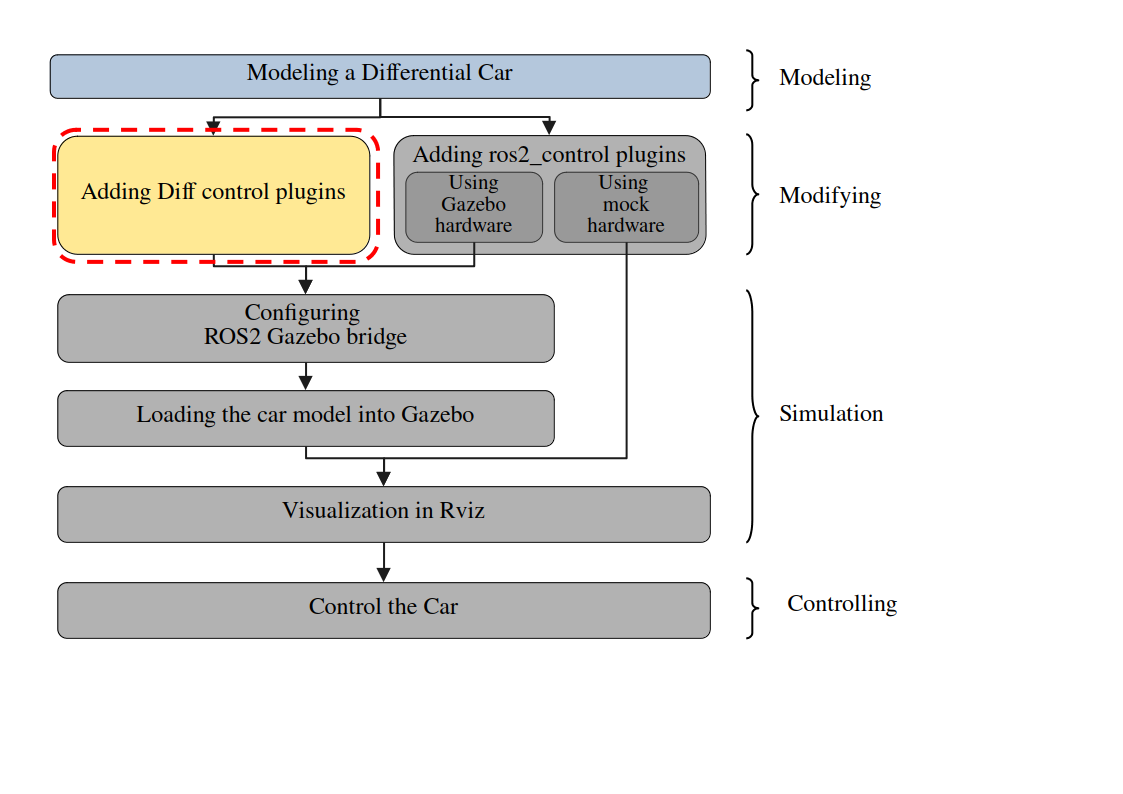 Modeling a Differential Car
Modeling
Adding Diff control plugins
Adding ros2_control plugins
Using
Gazebo
hardware
Using
mock
hardware
Modifying
Configuring
ROS2 Gazebo bridge
Loading the car model into Gazebo
Simulation
Visualization in Rviz
Control the Car
Controlling